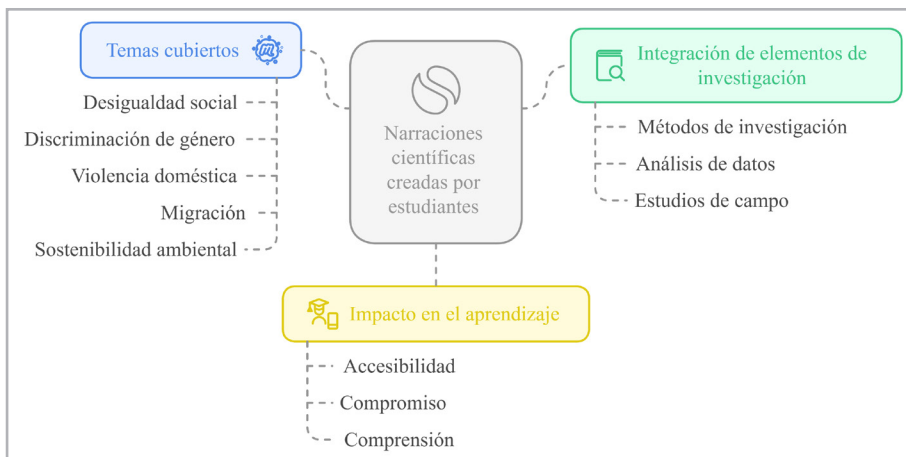 Temas cubiertos
Desigualdad social
Discriminación de género
Violencia doméstica
Migración
Sostenibilidad ambiental
Narraciones
científicas
creadas por
estudiantes
Integración de elementos de
investigación
Métodos de investigación
Análisis de datos
Estudios de campo
Impacto en el aprendizaje
Accesibilidad
Compromiso
Comprensión